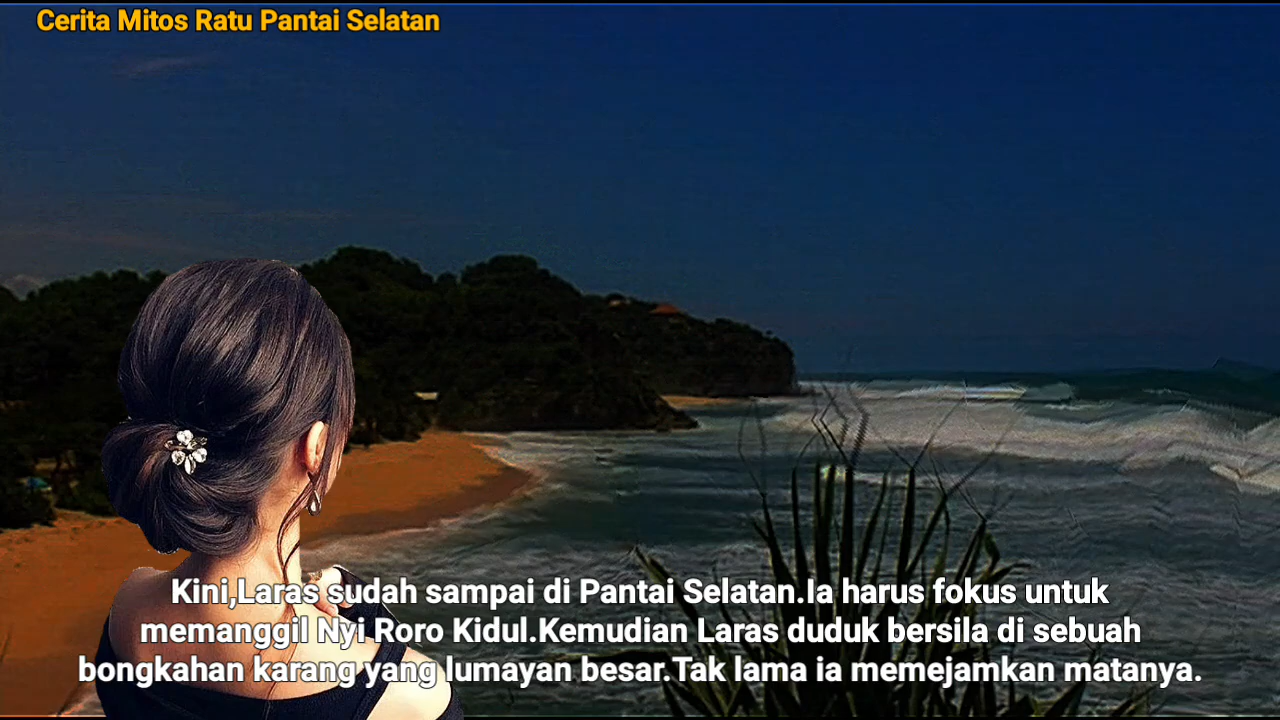 Cerita Mitos Ratu Pantai Selatan
Kini,Laras sudah sampai di Pantai Selatan.Ia harus fokus untuk
memanggil Nyi Roro Kidul.Kemudian Laras duduk bersila di sebuah
bongkahan karang yang lumayan besar.Tak lama ia memejamkan matanya.